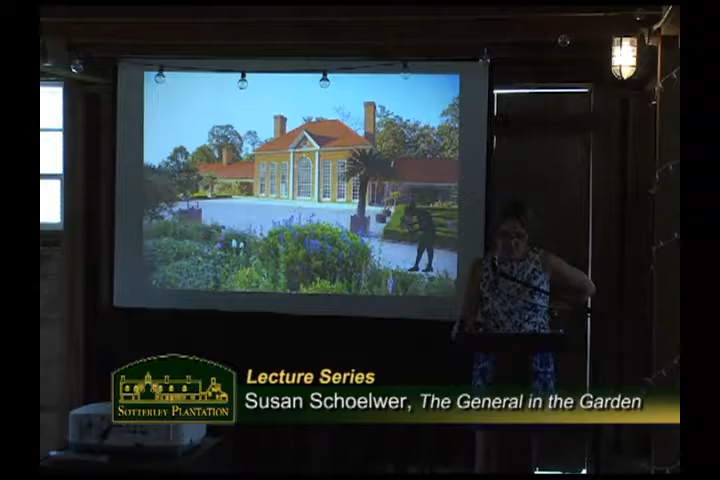 Lecture Series
SOTTERLEY PLANTATION
Susan Schoelwer, The General in the Garden